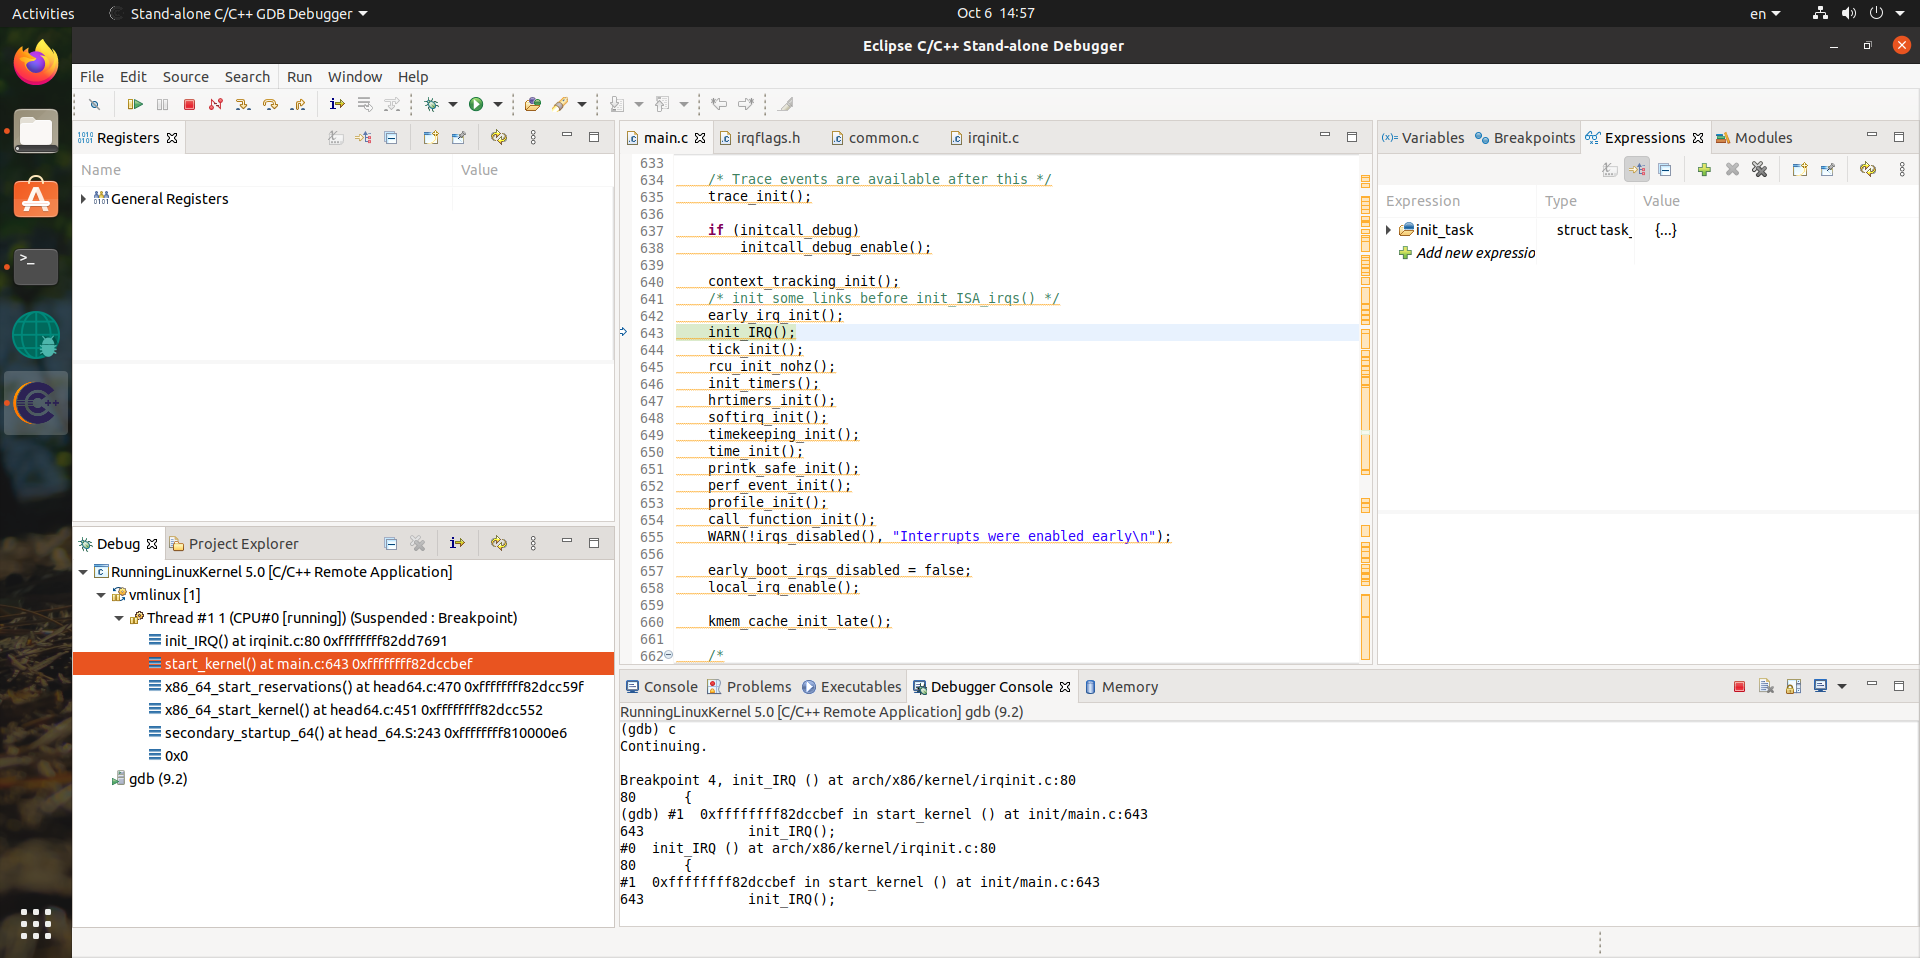 Activities
Stand-alone C/C++ GDB Debugger
Oct 6 14:57
en
Eclipse C/C++ Stand-alone Debugger
File Edit Source Search Run Window Help
Registers
Name Value
General Registers
Debug Project Explorer
RunningLinuxKernel 5.0 [C/C++ Remote Application]
vmlinux [1]
Thread #1 1 (CPU#0 [running]) (Suspended : Breakpoint)
init_IRQ() at irqinit.c:80 0xffffffff82dd7691
start_kernel() at main.c:643 0xffffffff82dccbef
x86_64_start_reservations() at head64.c:470 0xffffffff82dcc59f
x86_64_start_kernel() at head64.c:451 0xffffffff82dcc552
secondary_startup_64() at head_64.S:243 0xffffffff810000e6
0x0
gdb (9.2)
main.c irqflags.h common.c irqinit.c
633
634 /* Trace events are available after this */
635 trace_init();
636
637 if (initcall_debug)
638 initcall_debug_enable();
639
640 context_tracking_init();
641 /* init some links before init_ISA_irqs() */
642 early_irq_init();
643 init_IRQ();
644 tick_init();
645 rcu_init_nohz();
646 init_timers();
647 hrtimers_init();
648 softirq_init();
649 timekeeping_init();
650 time_init();
651 printk_safe_init();
652 perf_event_init();
653 profile_init();
654 call_function_init();
655 WARN(!irqs_disabled(), "Interrupts were enabled early\n");
656
657 early_boot_irqs_disabled = false;
658 local_irq_enable();
659
660 kmem_cache_init_late();
661
662 /*
Variables Breakpoints Expressions Modules
Expression Type Value
init_task struct task_ {...}
Add new expressio
Console Problems Executables Debugger Console Memory
RunningLinuxKernel 5.0 [C/C++ Remote Application] gdb (9.2)
(gdb) c
Continuing.
Breakpoint 4, init_IRQ () at arch/x86/kernel/irqinit.c:80
80 {
(gdb) #1 0xffffffff82dccbef in start_kernel () at init/main.c:643
643 init_IRQ();
#0 init_IRQ () at arch/x86/kernel/irqinit.c:80
80 {
#1 0xffffffff82dccbef in start_kernel () at init/main.c:643
643 init_IRQ();